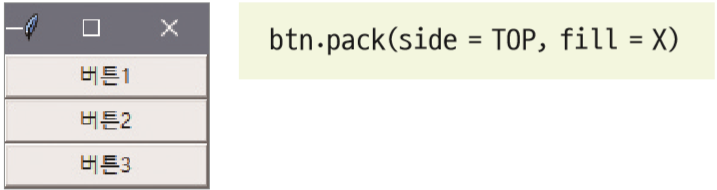 버튼1
버튼2
버튼3
btn.pack(side = TOP, fill = X)